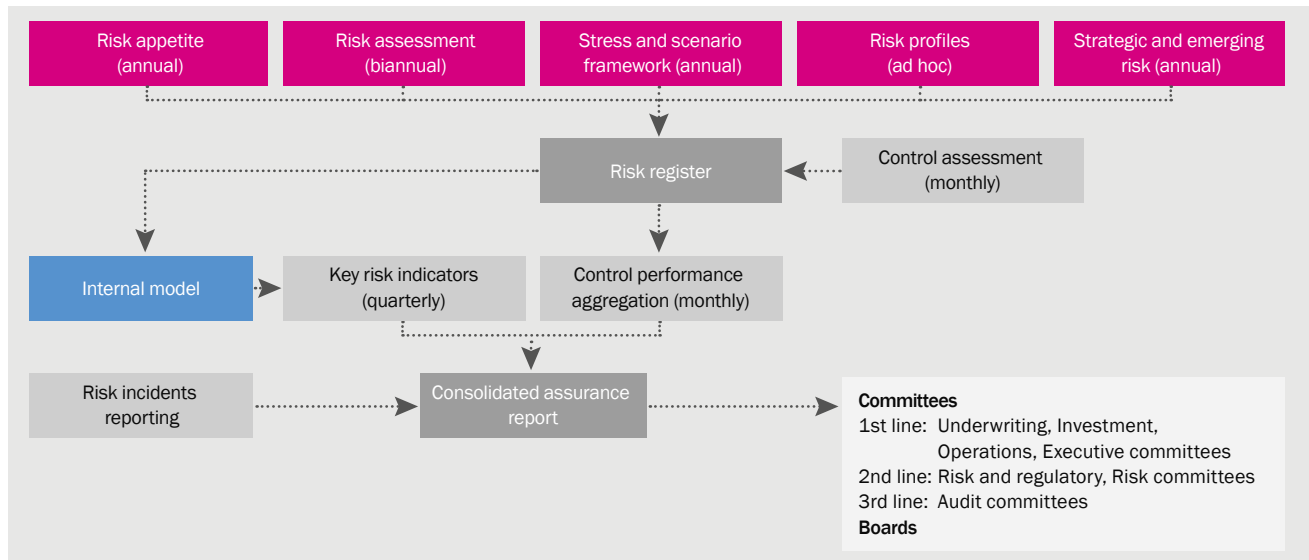 Risk appetite
(annual)
Risk assessment
(biannual)
Stress and scenario
framework (annual)
Risk profiles
(ad hoc)
Strategic and emerging
risk (annual)
Risk register
Control assessment
(monthly)
Internal model
Key risk indicators
(quarterly)
Control performance
aggregation (monthly)
Risk incidents
reporting
Consolidated assurance
report
Committees
1st line: Underwriting, Investment,
Operations, Executive committees
2nd line: Risk and regulatory, Risk committees
3rd line: Audit committees
Boards